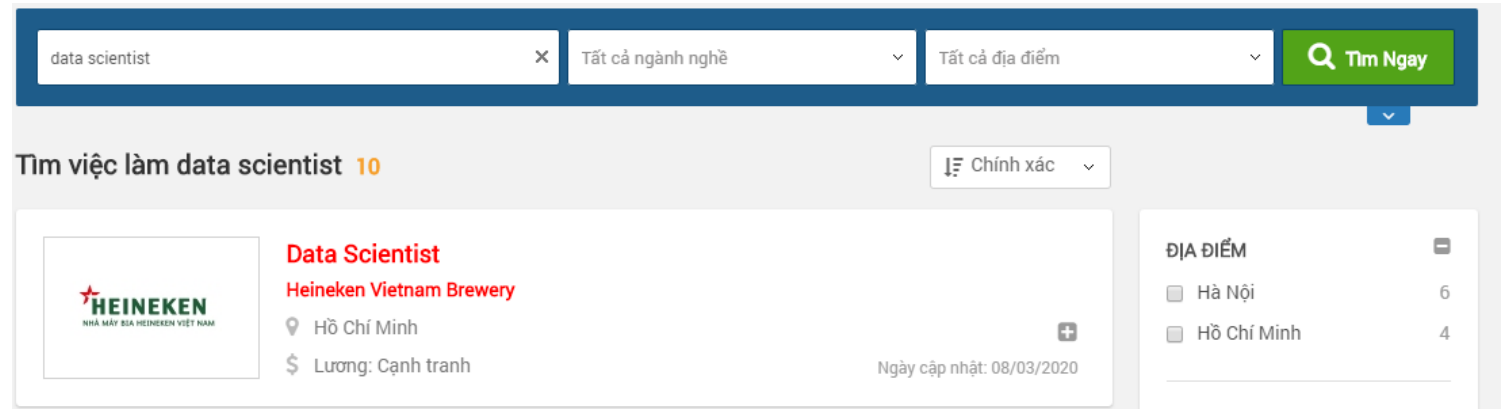 data scientist
Tất cả ngành nghề
Tất cả địa điểm
Tìm Ngay
Tìm việc làm data scientist 10
Chính xác
HEINEKEN
NHÀ MÁY BIA HEINEKEN VIỆT NAM
Data Scientist
Heineken Vietnam Brewery
Hồ Chí Minh
$ Lương: Cạnh tranh
Ngày cập nhật: 08/03/2020
ĐỊA ĐIỂM
Hà Nội 6
Hồ Chí Minh 4